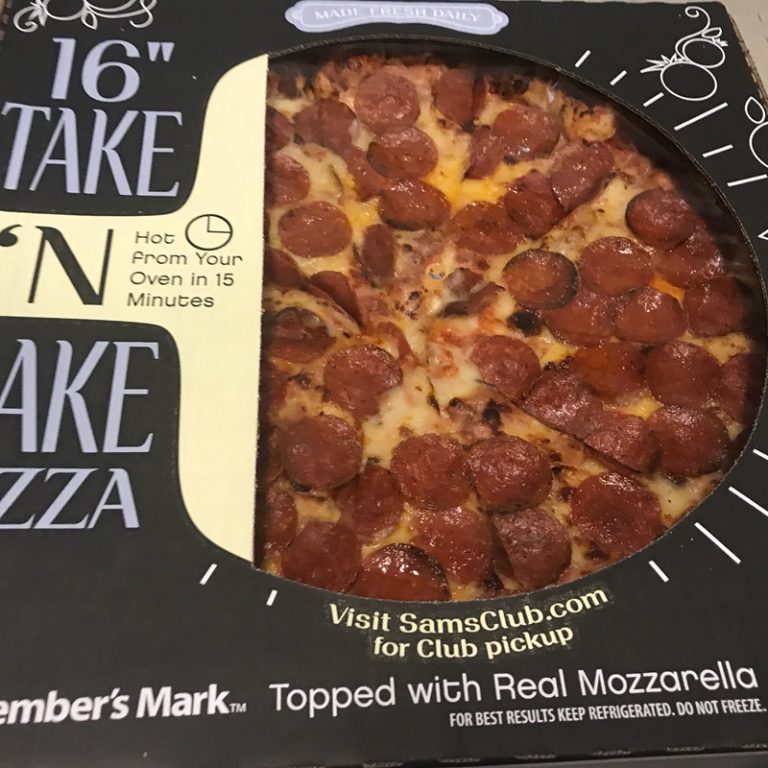 MADE FRESH DAILY
16"
TAKE
'N
Hot
From Your
Oven in 15
Minutes
AKE
ZZA
Visit SamsClub.com
for Club pickup
ember's Mark™ Topped with Real Mozzarella
FOR BEST RESULTS KEEP REFRIGERATED. DO NOT FREEZE.